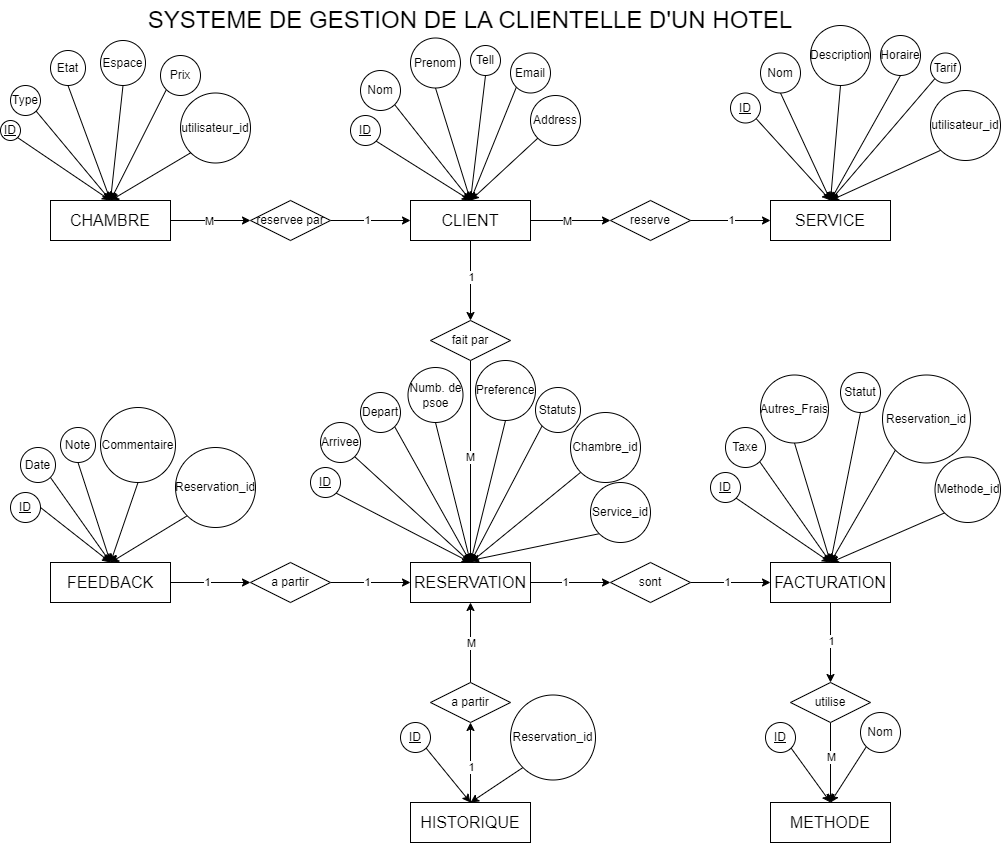 SYSTEME DE GESTION DE LA CLIENTELLE D'UN HOTEL
ID
Type
Etat
Espace
Prix
utilisateur_id
CHAMBRE
M
reservee par
1
ID
Nom
Prenom
Tell
Email
Address
CLIENT
M
reserve
1
ID
Nom
Description
Horaire
Tarif
utilisateur_id
SERVICE
1
fait par
M
ID
Date
Note
Commentaire
Reservation_id
FEEDBACK
1
a partir
1
ID
Arrivee
Depart
Numb. de
psoe
Preference
Statuts
Chambre_id
Service_id
RESERVATION
1
sont
1
ID
Taxe
Autres_Frais
Statut
Reservation_id
Methode_id
FACTURATION
M
a partir
1
ID
Reservation_id
HISTORIQUE
1
utilise
M
ID
Nom
METHODE